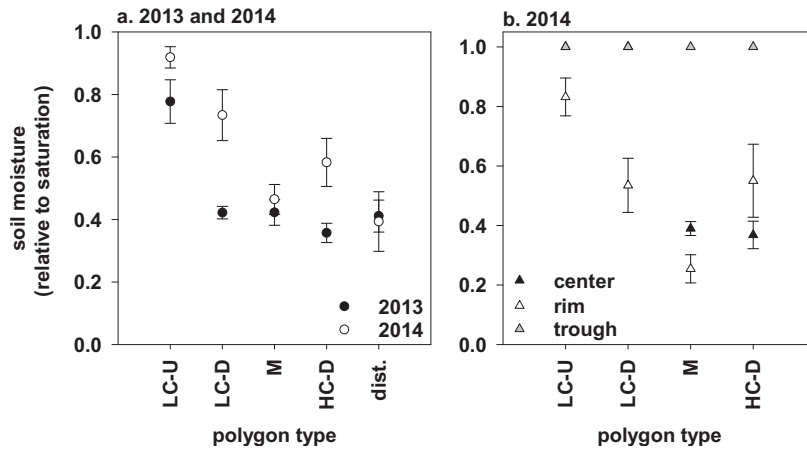 a. 2013 and 2014
b. 2014
soil moisture
(relative to saturation)
1.0
0.8
0.6
0.4
0.2
0.0
2013
2014
LC-U
LC-D
M
HC-D
dist.
polygon type
1.0
0.8
0.6
0.4
0.2
0.0
center
rim
trough
LC-U
LC-D
M
HC-D
polygon type